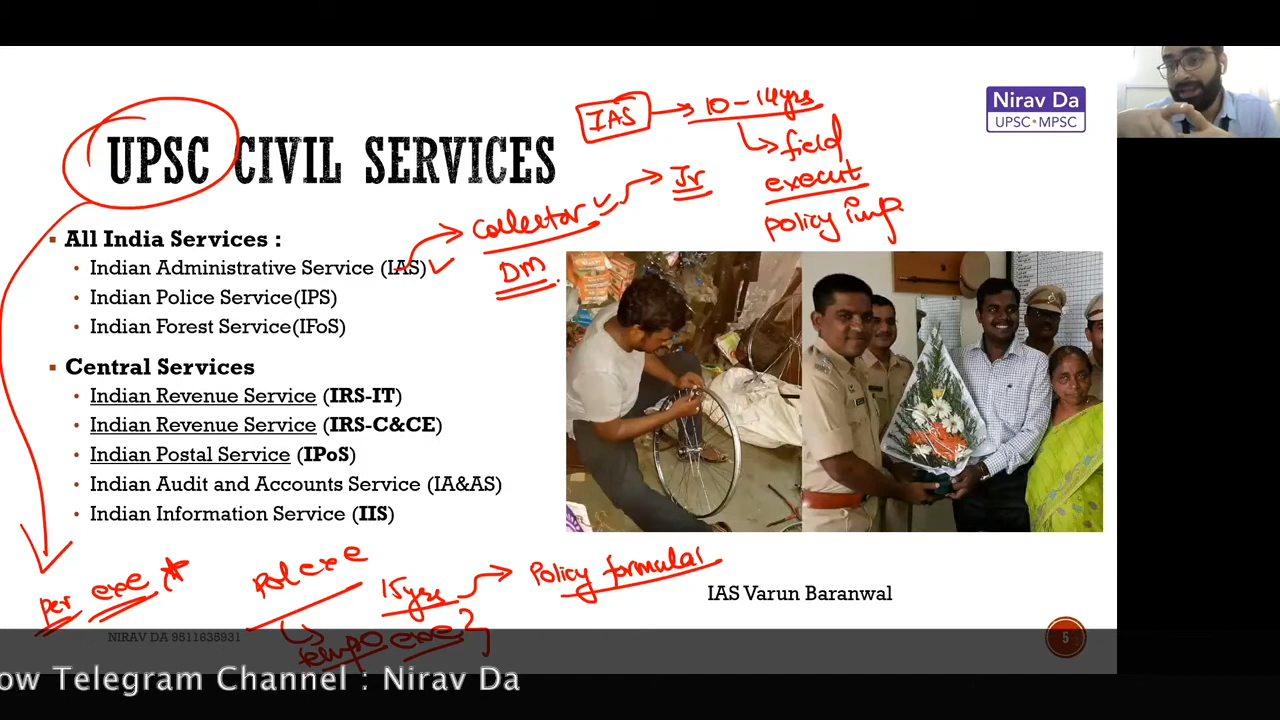 Nirav Da
UPSC • MPSC
IAS
10 - 14yrs
field
execut
policy imp.
UPSC CIVIL SERVICES
Collector
Jr
DM
All India Services :
Indian Administrative Service (IAS)
Indian Police Service(IPS)
Indian Forest Service(IFoS)
Central Services
Indian Revenue Service (IRS-IT)
Indian Revenue Service (IRS-C&CE)
Indian Postal Service (IPoS)
Indian Audit and Accounts Service (IA&AS)
Indian Information Service (IIS)
per exe
Pol exe
15yrs
Policy formulat
tempo exe
IAS Varun Baranwal
NIRAV DA 9511635931
5
ow Telegram Channel : Nirav Da